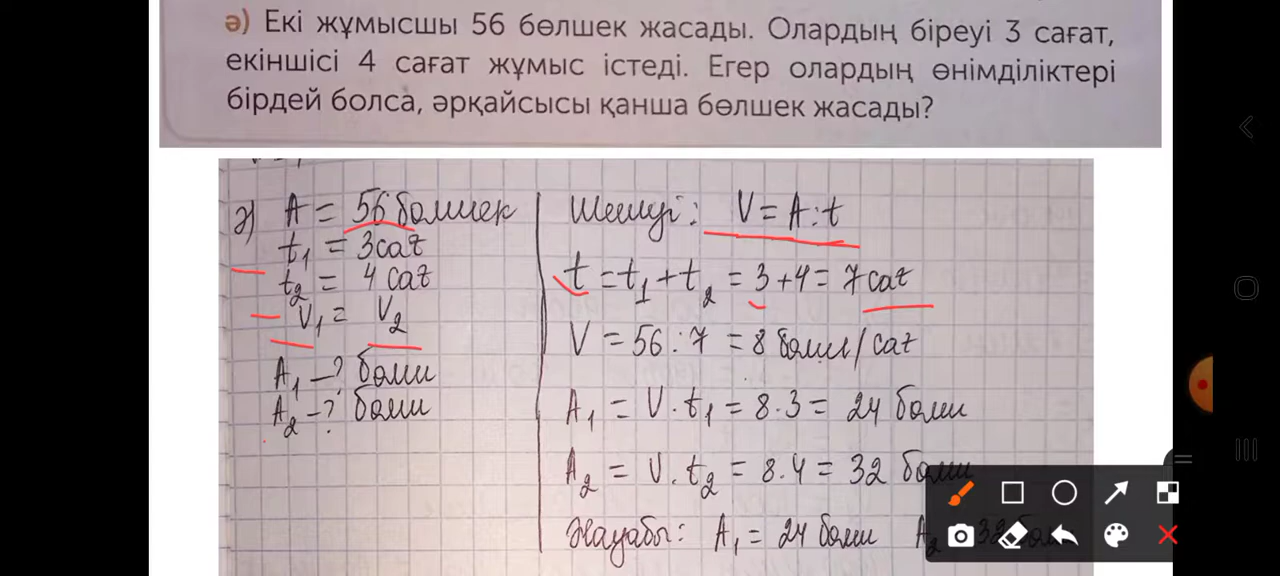 ә) Екі жұмысшы 56 бөлшек жасады. Олардың біреуі 3 сағат,
екіншісі 4 сағат жұмыс істеді. Егер олардың өнімділіктері
бірдей болса, әрқайсысы қанша бөлшек жасады?
ә) A = 56 бөлшек
t₁ = 3 сағ
t₂ = 4 сағ
V₁ = V₂
A₁ – ? бөлш
A₂ – ? бөлш
Шешуі: V = A : t
t = t₁ + t₂ = 3 + 4 = 7 сағ
V = 56 : 7 = 8 бөлш/сағ
A₁ = V · t₁ = 8 · 3 = 24 бөлш
A₂ = V · t₂ = 8 · 4 = 32 бөлш
Жауабы: A₁ = 24 бөлш A₂ 32 бөлш